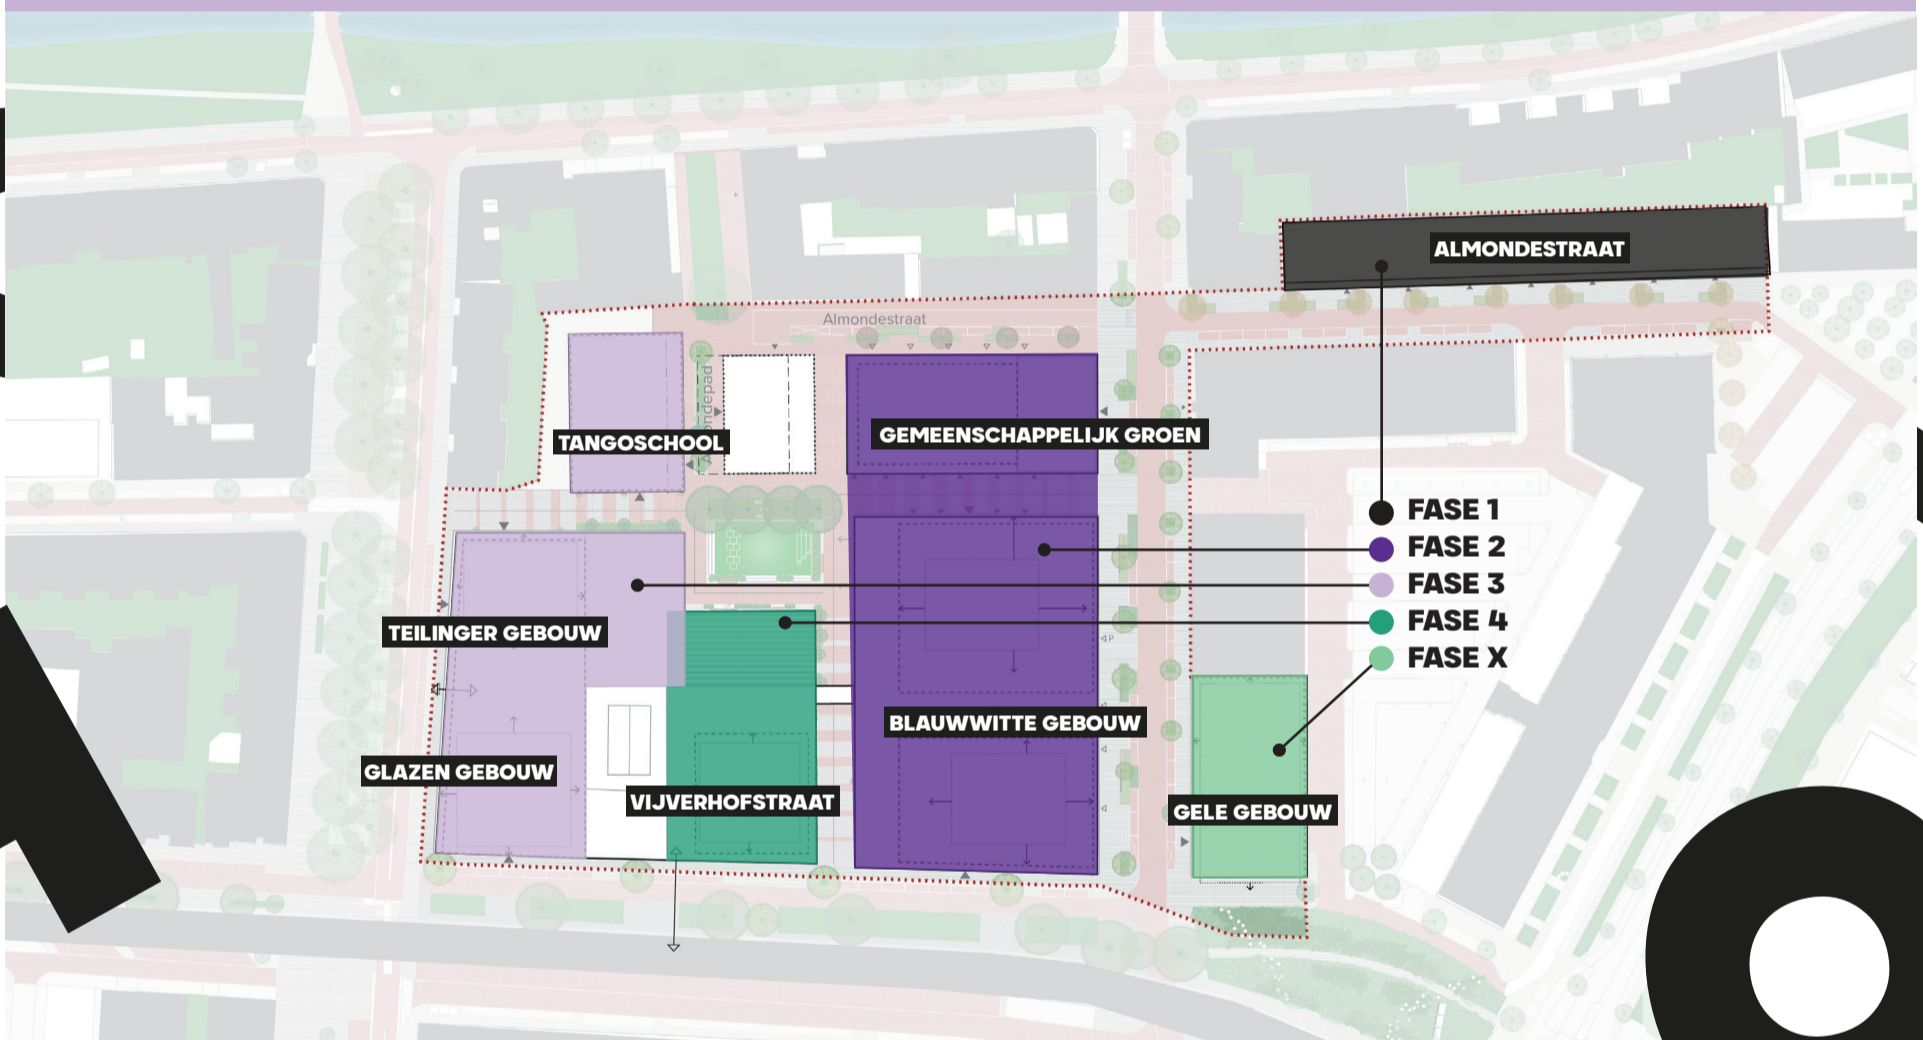 ALMONDESTRAAT
Almondestraat
Almondepad
TANGOSCHOOL
GEMEENSCHAPPELIJK GROEN
FASE 1
FASE 2
FASE 3
FASE 4
FASE X
TEILINGER GEBOUW
P
BLAUWWITTE GEBOUW
GLAZEN GEBOUW
VIJVERHOFSTRAAT
GELE GEBOUW